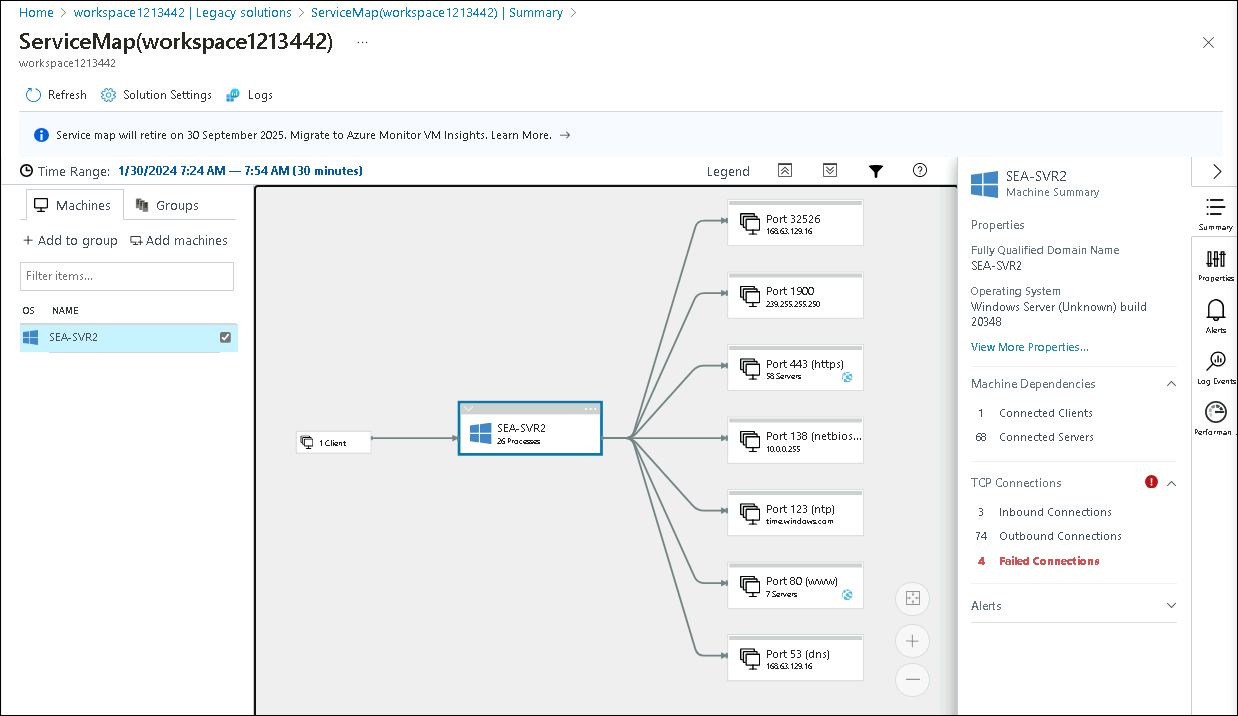 Home > workspace1213442 | Legacy solutions > ServiceMap(workspace1213442) | Summary >
ServiceMap(workspace1213442) ...
workspace1213442
Refresh Solution Settings Logs
Service map will retire on 30 September 2025. Migrate to Azure Monitor VM Insights. Learn More. →
Time Range: 1/30/2024 7:24 AM — 7:54 AM (30 minutes)
Legend
Machines Groups
+ Add to group Add machines
Filter items...
OS NAME
SEA-SVR2
1 Client
SEA-SVR2
26 Processes
Port 32526
168.63.129.16
Port 1900
239.255.255.250
Port 443 (https)
58 Servers
Port 138 (netbios...
10.0.0.255
Port 123 (ntp)
time.windows.com
Port 80 (www)
7 Servers
Port 53 (dns)
168.63.129.16
SEA-SVR2
Machine Summary
Properties
Fully Qualified Domain Name
SEA-SVR2
Operating System
Windows Server (Unknown) build
20348
View More Properties...
Machine Dependencies
1 Connected Clients
68 Connected Servers
TCP Connections
3 Inbound Connections
74 Outbound Connections
4 Failed Connections
Alerts
Summary
Properties
Alerts
Log Events
Performan